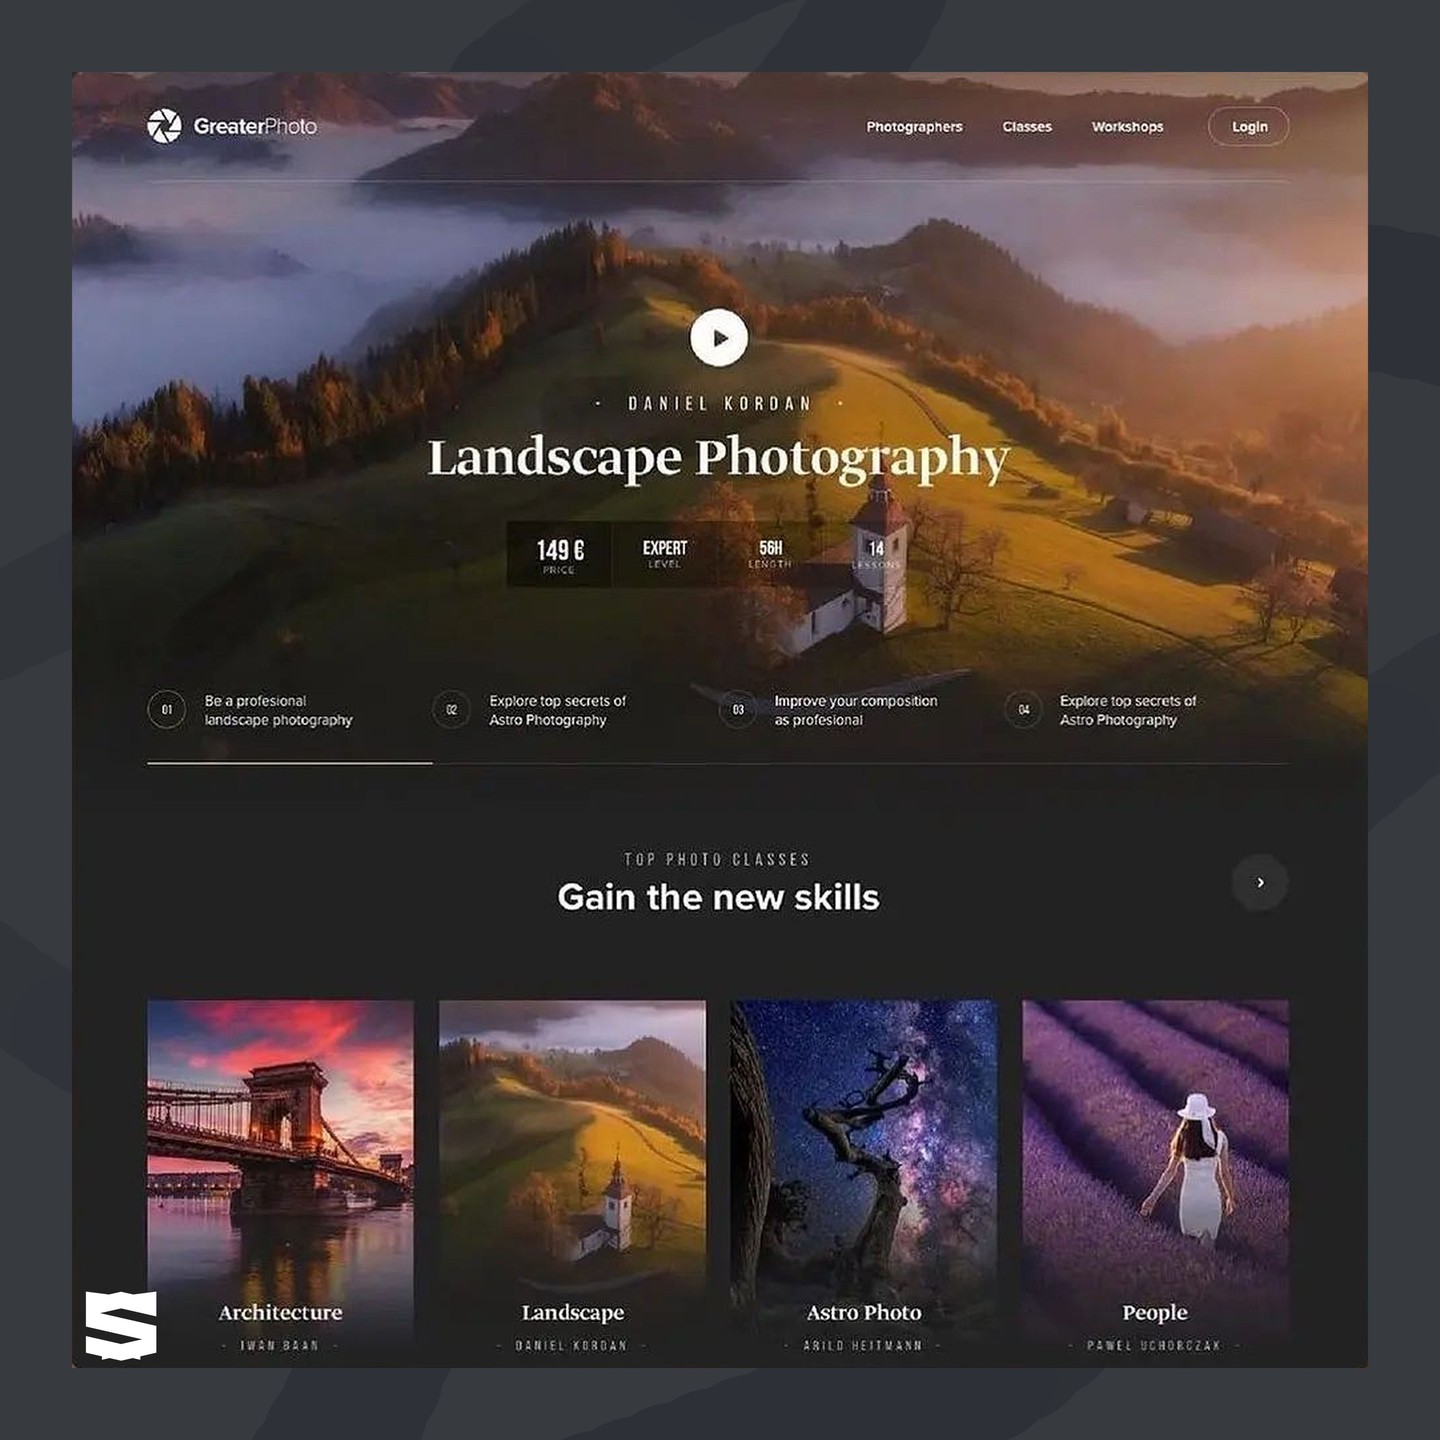 GreaterPhoto
Photographers Classes Workshops Login
- DANIEL KORDAN -
Landscape Photography
149 € EXPERT 56H 14
PRICE LEVEL LENGTH LESSONS
01 Be a profesional
landscape photography
02 Explore top secrets of
Astro Photography
03 Improve your composition
as profesional
04 Explore top secrets of
Astro Photography
TOP PHOTO CLASSES
Gain the new skills
Architecture
- IWAN BAAN -
Landscape
- DANIEL KORDAN -
Astro Photo
- ARILD HEITMANN -
People
- PAWEL UCHORCZAK -
S